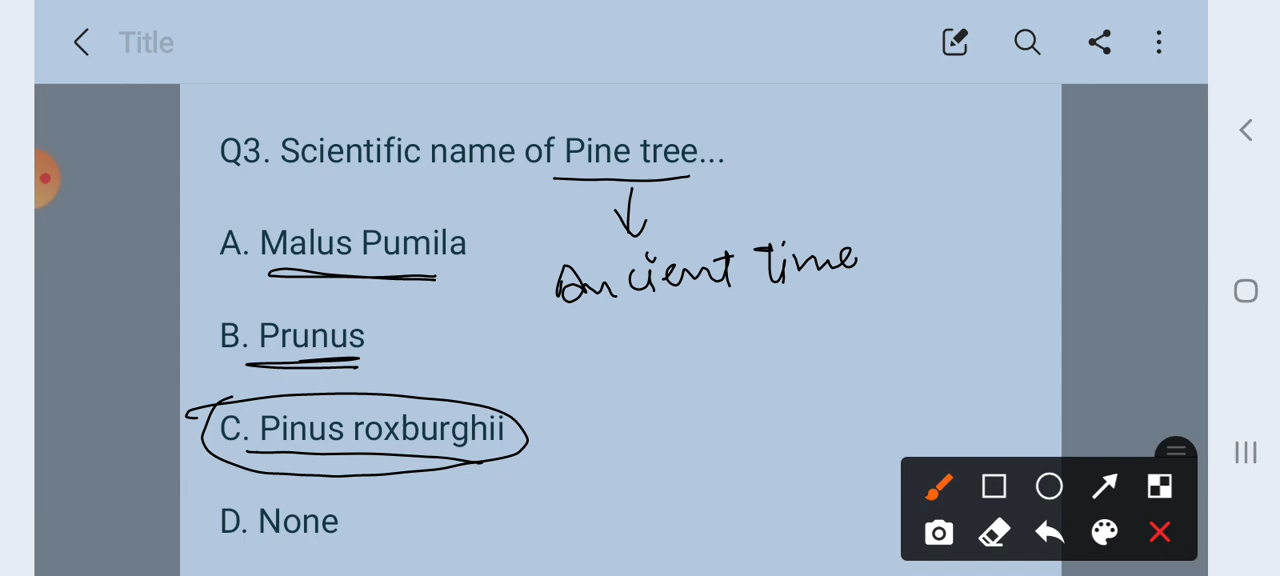 Title
Q3. Scientific name of Pine tree...
A. Malus Pumila
Ancient time
B. Prunus
C. Pinus roxburghii
D. None